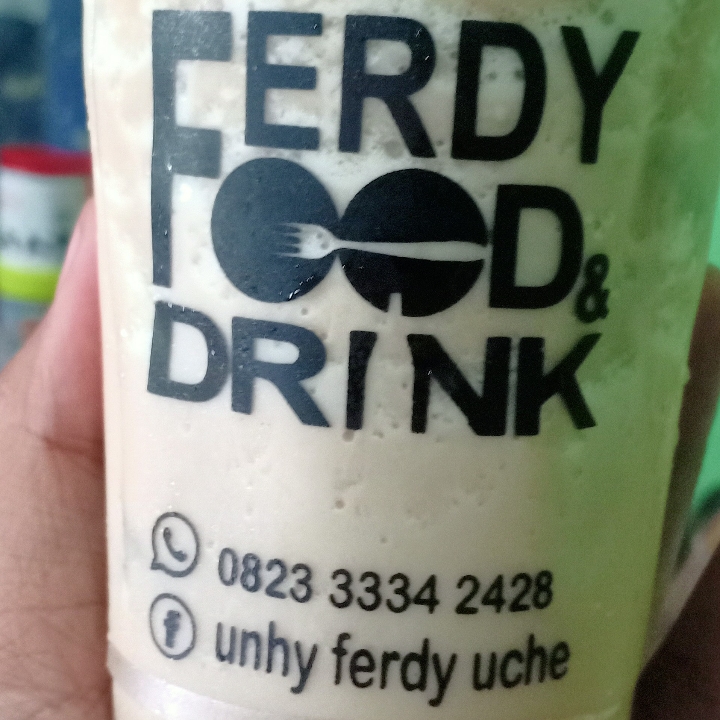 FERDY
FOOD &
DRINK
0823 3334 2428
unhy ferdy uche